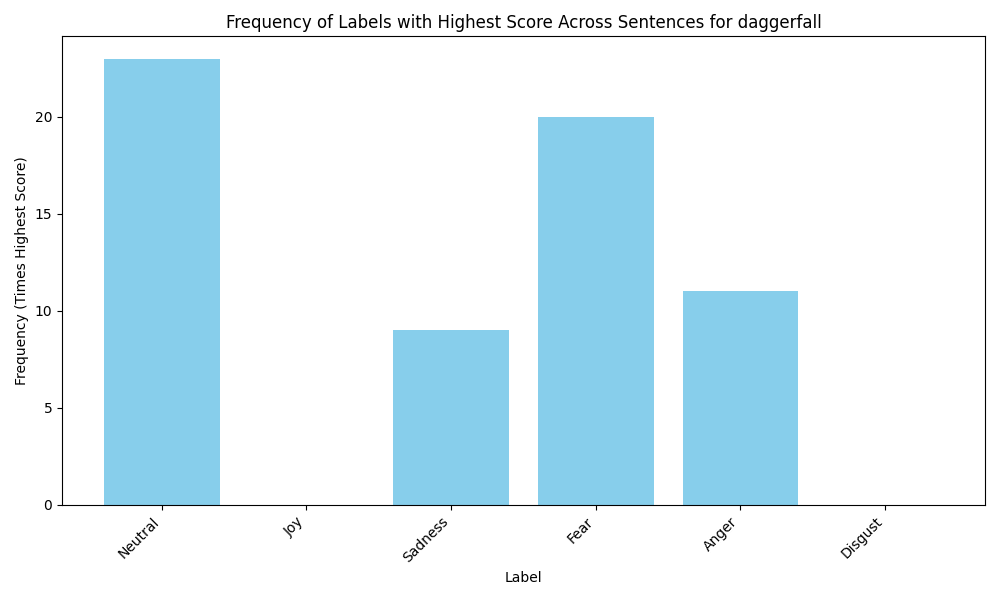 Frequency of Labels with Highest Score Across Sentences for daggerfall
Frequency (Times Highest Score)
20
15
10
5
0
Neutral
Joy
Sadness
Fear
Anger
Disgust
Label